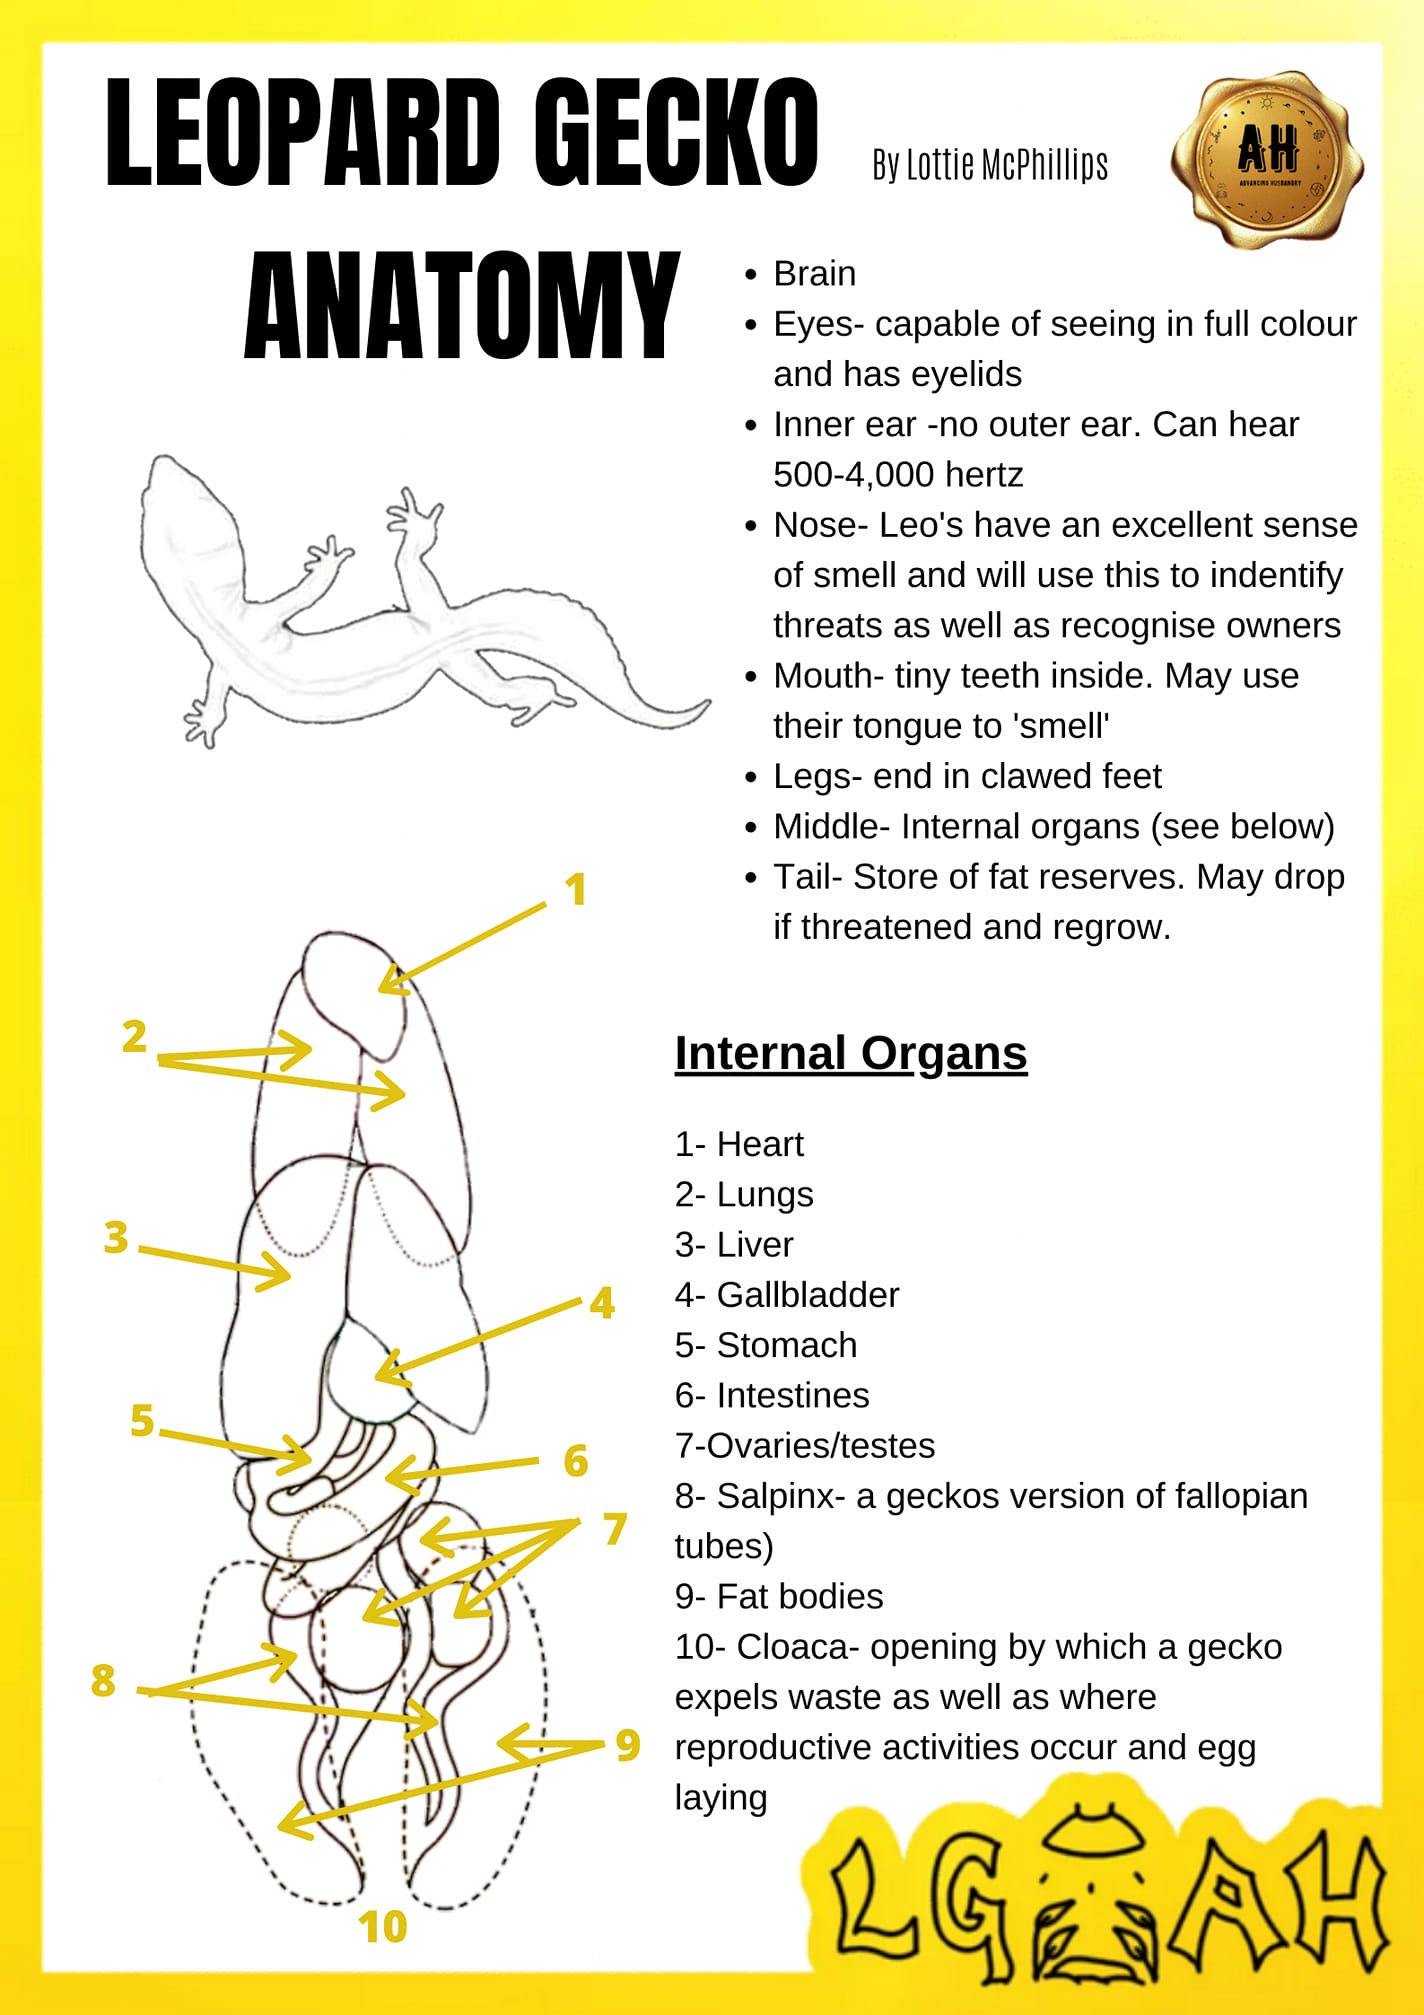 LEOPARD GECKO
By Lottie McPhillips
AH
ADVANCING HUSBANDRY
ANATOMY
• Brain
• Eyes- capable of seeing in full colour
and has eyelids
• Inner ear -no outer ear. Can hear
500-4,000 hertz
• Nose- Leo's have an excellent sense
of smell and will use this to indentify
threats as well as recognise owners
• Mouth- tiny teeth inside. May use
their tongue to 'smell'
• Legs- end in clawed feet
• Middle- Internal organs (see below)
• Tail- Store of fat reserves. May drop
if threatened and regrow.
1
2
3
4
5
6
7
8
9
10
Internal Organs
1- Heart
2- Lungs
3- Liver
4- Gallbladder
5- Stomach
6- Intestines
7-Ovaries/testes
8- Salpinx- a geckos version of fallopian
tubes)
9- Fat bodies
10- Cloaca- opening by which a gecko
expels waste as well as where
reproductive activities occur and egg
laying
LG AH